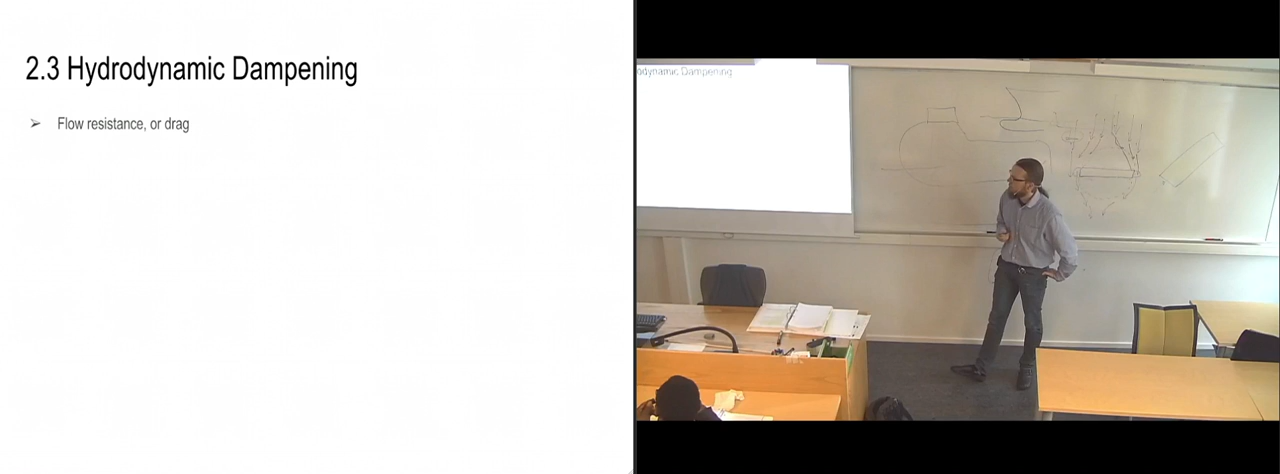 2.3 Hydrodynamic Dampening
➢ Flow resistance, or drag
odynamic Dampening